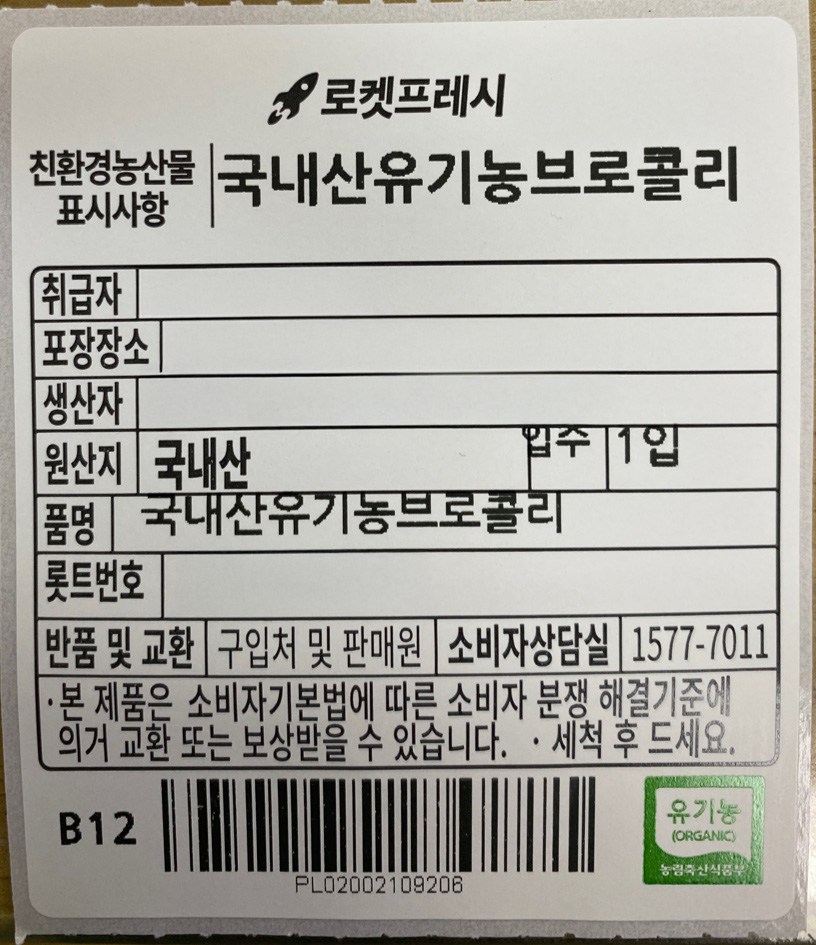 로켓프레시
친환경농산물
표시사항
국내산유기농브로콜리
취급자
포장장소
생산자
원산지 국내산 입수 1입
품명 국내산유기농브로콜리
롯트번호
반품 및 교환 구입처 및 판매원 소비자상담실 1577-7011
·본 제품은 소비자기본법에 따른 소비자 분쟁 해결기준에
의거 교환 또는 보상받을 수 있습니다. ·세척 후 드세요.
B12
PL02002109206
유기농
(ORGANIC)
농림축산식품부